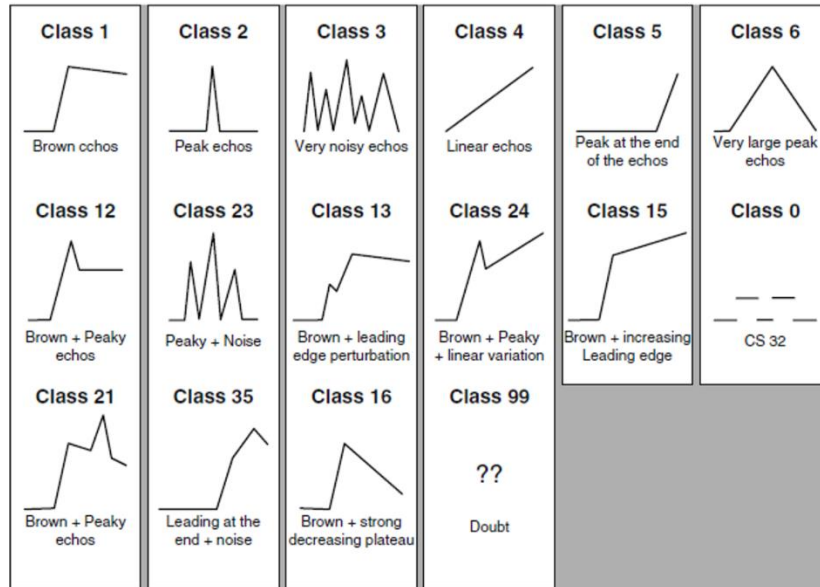 Class 1
Brown cchos
Class 2
Peak echos
Class 3
Very noisy echos
Class 4
Linear echos
Class 5
Peak at the end
of the echos
Class 6
Very large peak
echos
Class 12
Brown + Peaky
echos
Class 23
Peaky + Noise
Class 13
Brown + leading
edge perturbation
Class 24
Brown + Peaky
+ linear variation
Class 15
Brown + increasing
Leading edge
Class 0
CS 32
Class 21
Brown + Peaky
echos
Class 35
Leading at the
end + noise
Class 16
Brown + strong
decreasing plateau
Class 99
??
Doubt